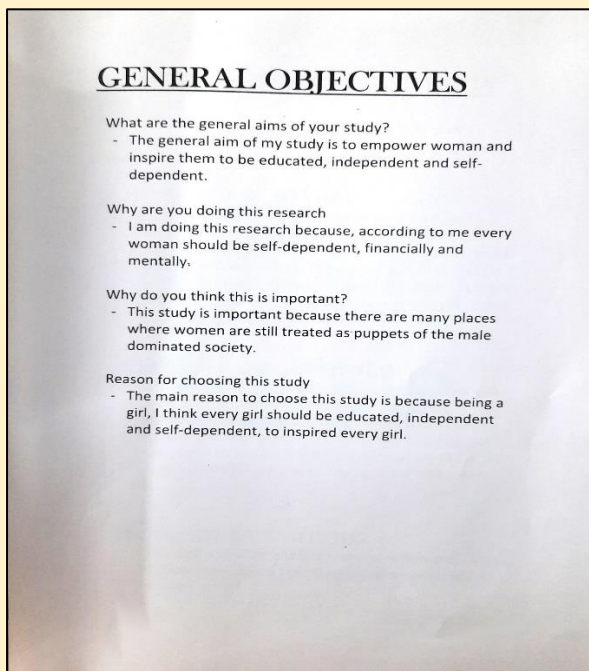 GENERAL OBJECTIVES
What are the general aims of your study?
- The general aim of my study is to empower woman and
inspire them to be educated, independent and self-
dependent.
Why are you doing this research
- I am doing this research because, according to me every
woman should be self-dependent, financially and
mentally.
Why do you think this is important?
- This study is important because there are many places
where women are still treated as puppets of the male
dominated society.
Reason for choosing this study
- The main reason to choose this study is because being a
girl, I think every girl should be educated, independent
and self-dependent, to inspired every girl.